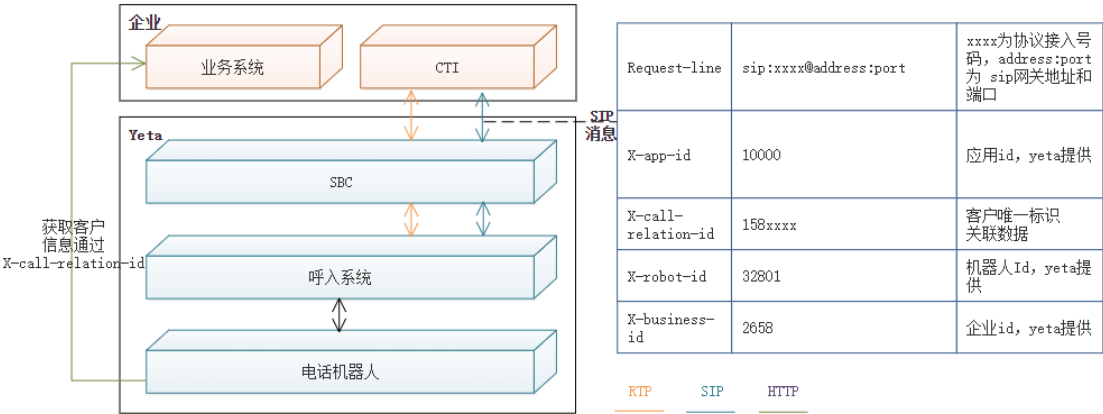 企业
业务系统
CTI
Yeta
SIP
消息
SBC
获取客户
信息通过
X-call-relation-id
呼入系统
电话机器人
Request-line
sip:xxxx@address:port
xxxx为协议接入号
码，address:port
为 sip网关地址和
端口
X-app-id
10000
应用id，yeta提供
X-call-
relation-id
158xxxx
客户唯一标识
关联数据
X-robot-id
32801
机器人Id，yeta提
供
X-business-
id
2658
企业id，yeta提供
RTP
SIP
HTTP